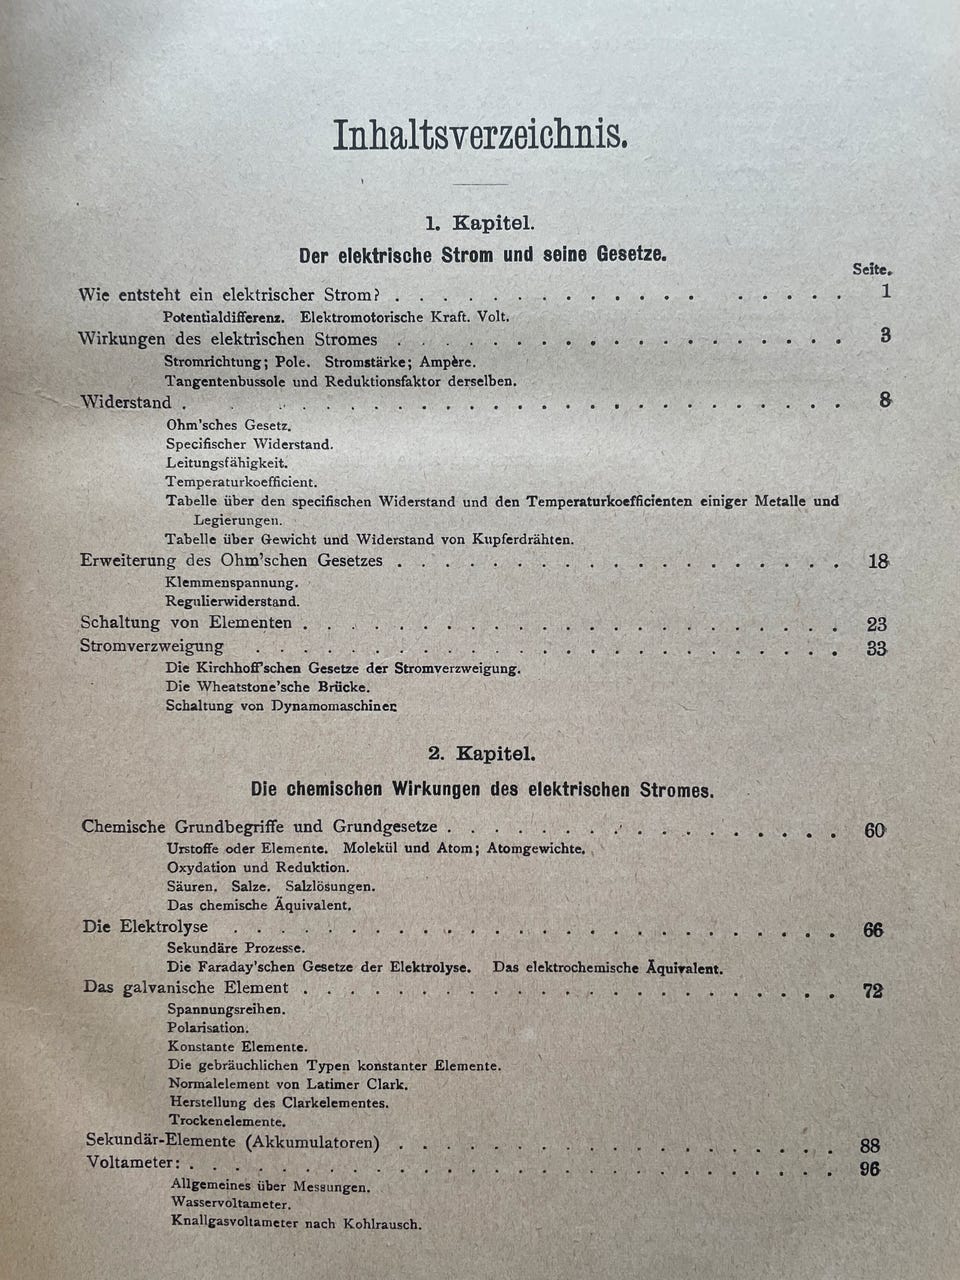 Inhaltsverzeichnis.
1. Kapitel.
Der elektrische Strom und seine Gesetze.
Seite.
Wie entsteht ein elektrischer Strom? . . . . . . . . . . . . . . . . . 1
Potentialdifferenz. Elektromotorische Kraft. Volt.
Wirkungen des elektrischen Stromes . . . . . . . . . . . . . . . . . . 3
Stromrichtung; Pole. Stromstärke; Ampère.
Tangentenbussole und Reduktionsfaktor derselben.
Widerstand . . . . . . . . . . . . . . . . . . . . . . . . . . . 8
Ohm'sches Gesetz.
Specifischer Widerstand.
Leitungsfähigkeit.
Temperaturkoefficient.
Tabelle über den specifischen Widerstand und den Temperaturkoefficienten einiger Metalle und
Legierungen.
Tabelle über Gewicht und Widerstand von Kupferdrähten.
Erweiterung des Ohm'schen Gesetzes . . . . . . . . . . . . . . . . . . 18
Klemmenspannung.
Regulierwiderstand.
Schaltung von Elementen . . . . . . . . . . . . . . . . . . . . . . 23
Stromverzweigung . . . . . . . . . . . . . . . . . . . . . . . . 33
Die Kirchhoff'schen Gesetze der Stromverzweigung.
Die Wheatstone'sche Brücke.
Schaltung von Dynamomaschinen
2. Kapitel.
Die chemischen Wirkungen des elektrischen Stromes.
Chemische Grundbegriffe und Grundgesetze . . . . . . . . . . . . . . . . 60
Urstoffe oder Elemente. Molekül und Atom; Atomgewichte.
Oxydation und Reduktion.
Säuren. Salze. Salzlösungen.
Das chemische Äquivalent.
Die Elektrolyse . . . . . . . . . . . . . . . . . . . . . . . . . 66
Sekundäre Prozesse.
Die Faraday'schen Gesetze der Elektrolyse. Das elektrochemische Äquivalent.
Das galvanische Element . . . . . . . . . . . . . . . . . . . . . . 72
Spannungsreihen.
Polarisation.
Konstante Elemente.
Die gebräuchlichen Typen konstanter Elemente.
Normalelement von Latimer Clark.
Herstellung des Clarkelementes.
Trockenelemente.
Sekundär-Elemente (Akkumulatoren) . . . . . . . . . . . . . . . . . . 88
Voltameter: . . . . . . . . . . . . . . . . . . . . . . . . . . . 96
Allgemeines über Messungen.
Wasservoltameter.
Knallgasvoltameter nach Kohlrausch.